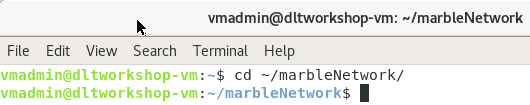 vmadmin@dltworkshop-vm: ~/marbleNetwork
File Edit View Search Terminal Help
vmadmin@dltworkshop-vm:~$ cd ~/marbleNetwork/
vmadmin@dltworkshop-vm:~/marbleNetwork$